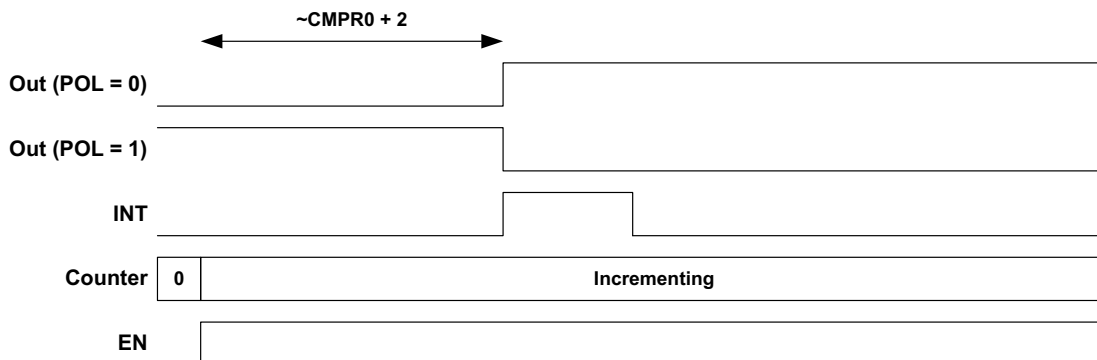 ~CMPR0 + 2
Out (POL = 0)
Out (POL = 1)
INT
Counter 0 Incrementing
EN